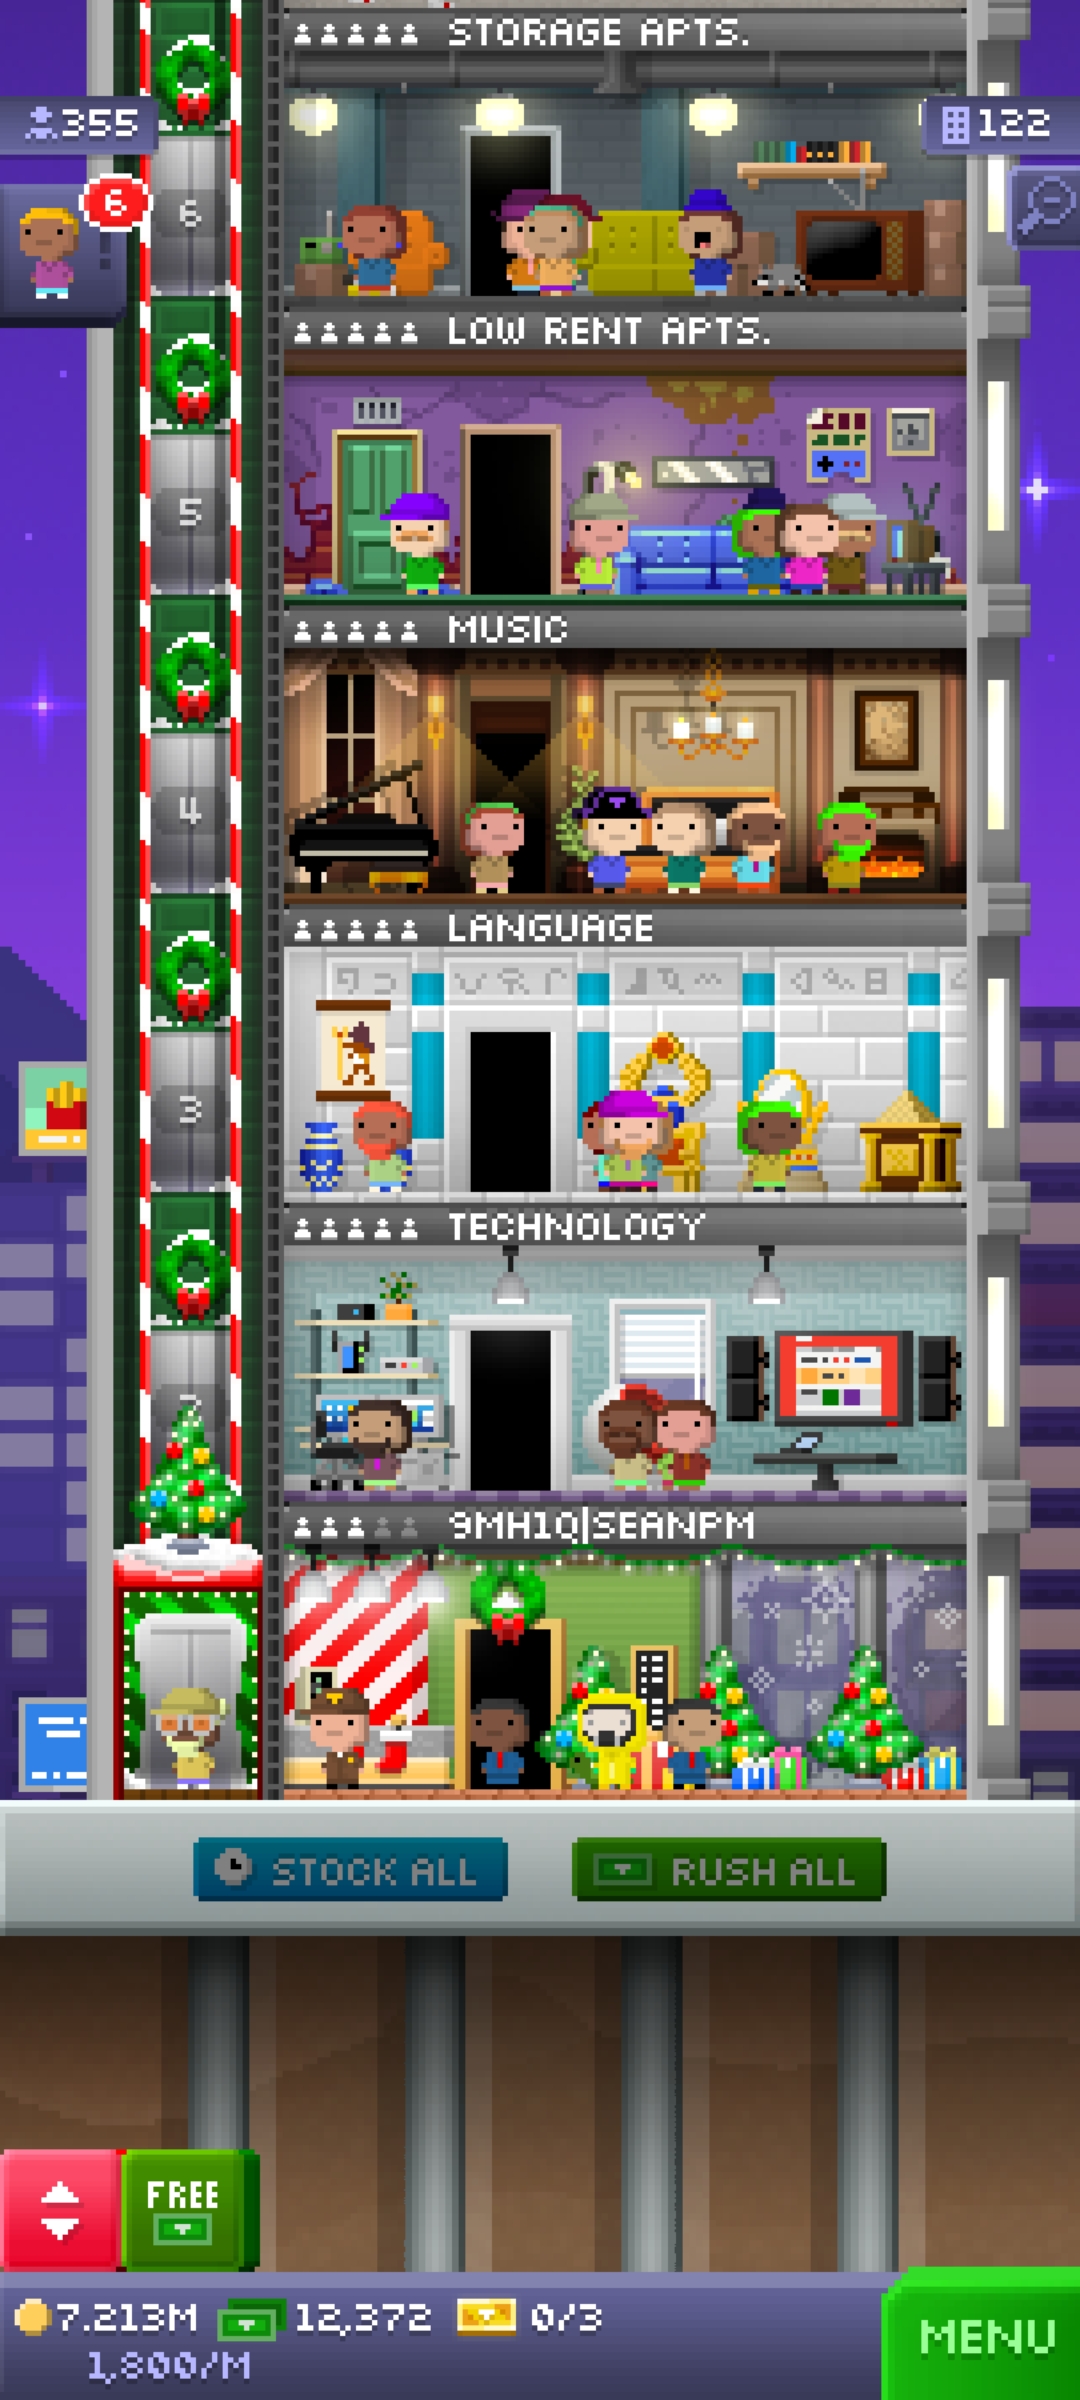 STORAGE APTS.
355
122
6
6
LOW RENT APTS.
5
MUSIC
4
LANGUAGE
3
TECHNOLOGY
9MH1Q|SEANPM
STOCK ALL
RUSH ALL
FREE
7.213M
12,372
0/3
1,800/M
MENU